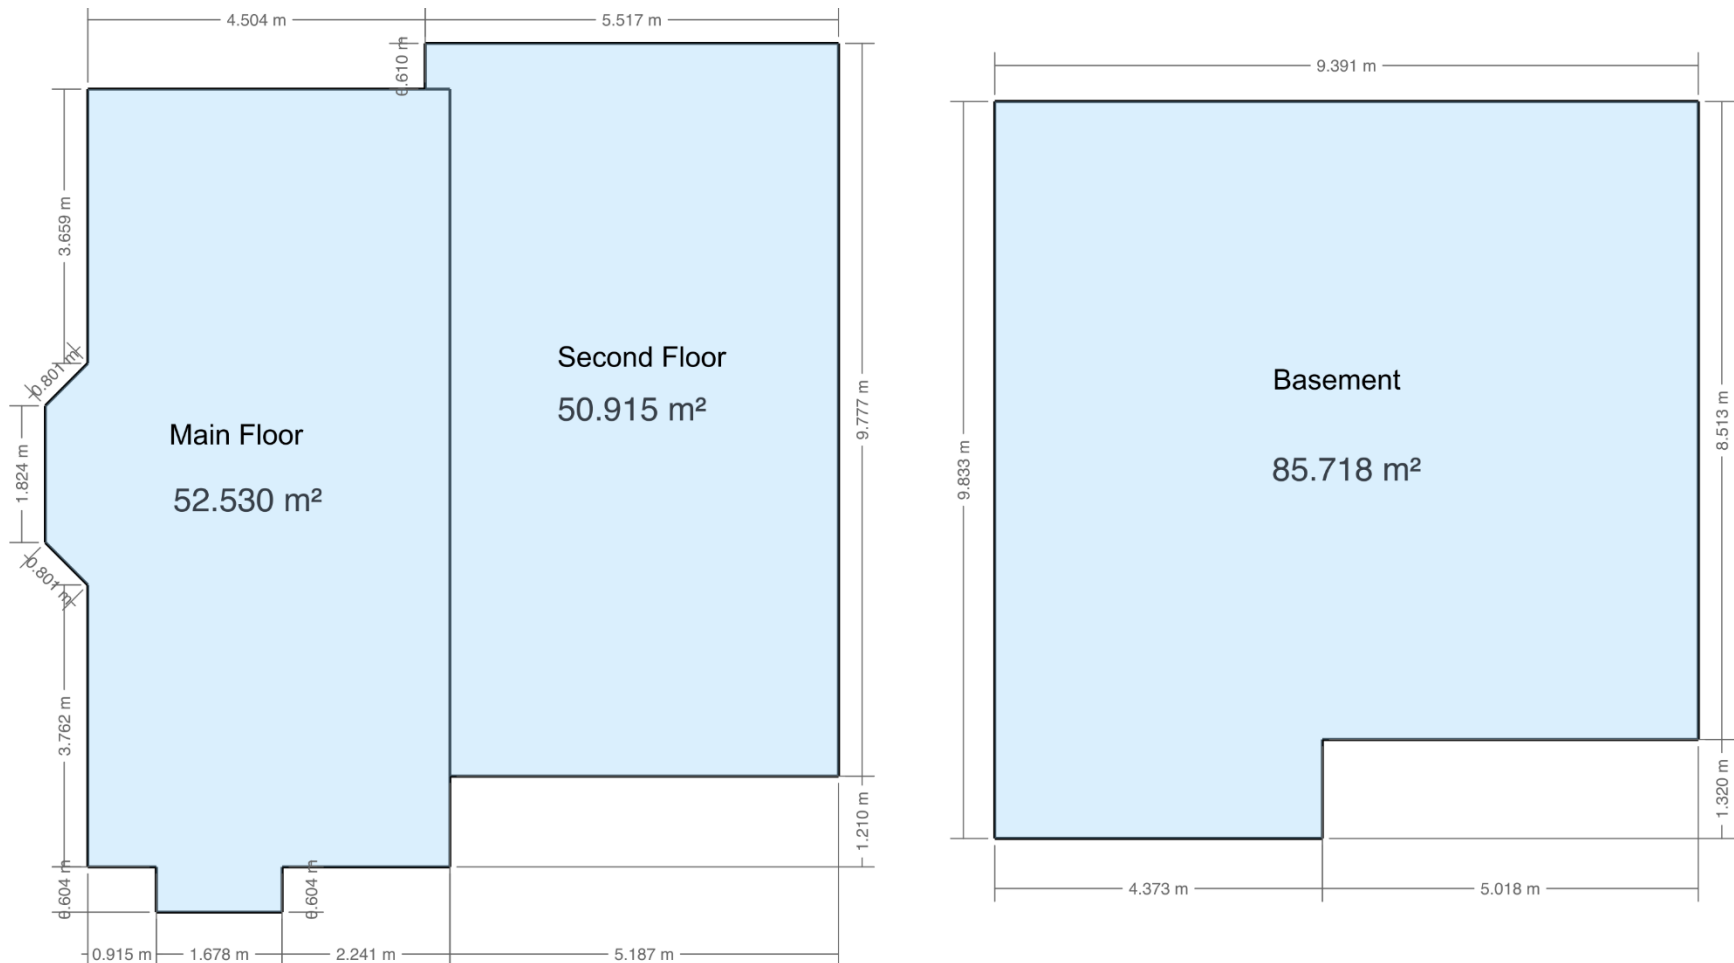 4.504 m
5.517 m
0.610 m
9.391 m
3.659 m
0.801 m
1.824 m
0.801 m
3.762 m
Main Floor
52.530 m²
Second Floor
50.915 m²
9.777 m
1.210 m
0.604 m
0.604 m
0.915 m
1.678 m
2.241 m
5.187 m
9.833 m
Basement
85.718 m²
8.513 m
1.320 m
4.373 m
5.018 m